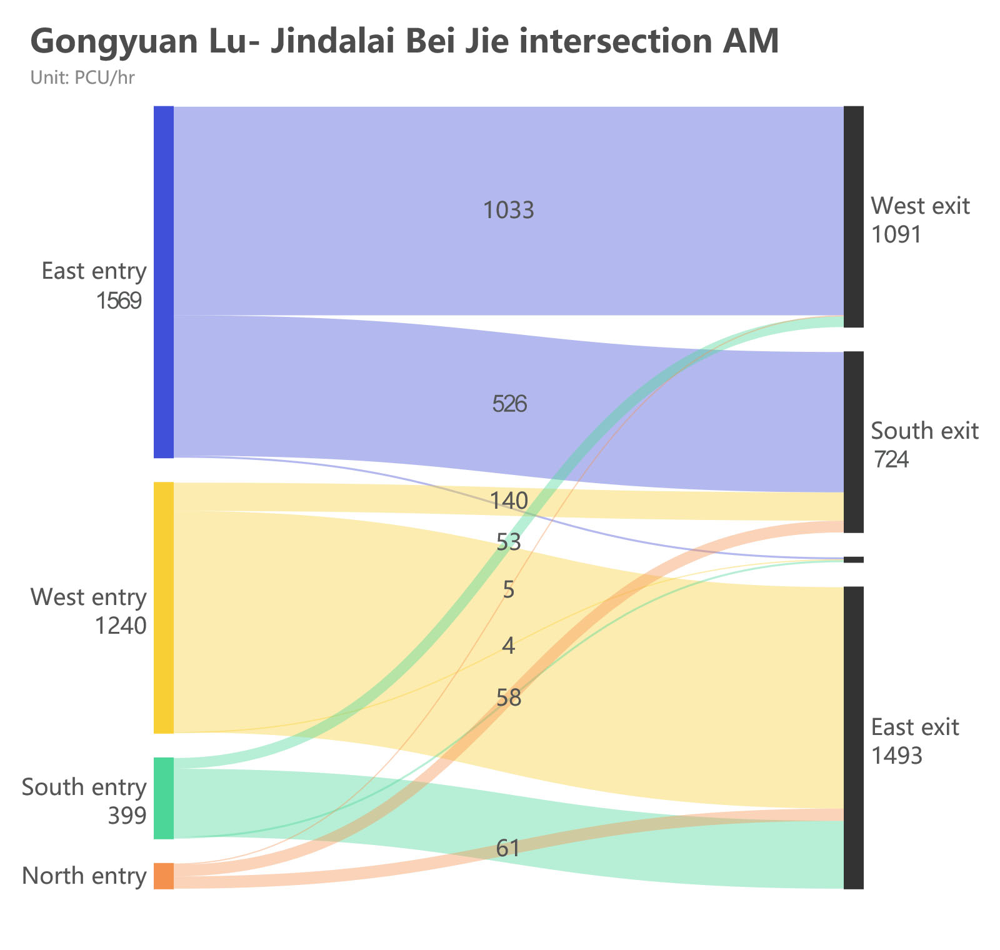 Gongyuan Lu- Jindalai Bei Jie intersection AM
Unit: PCU/hr
1033
West exit
1091
East entry
1569
526
South exit
724
140
53
5
West entry
1240
4
58
East exit
1493
South entry
399
61
North entry